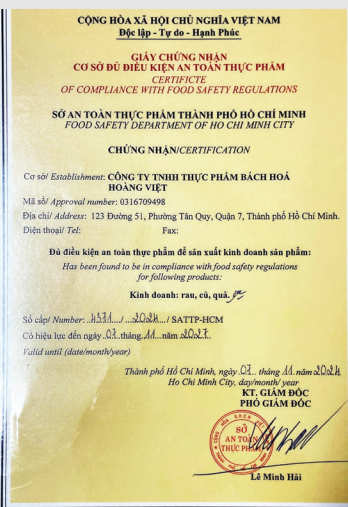 CỘNG HÒA XÃ HỘI CHỦ NGHĨA VIỆT NAM
Độc lập - Tự do - Hạnh Phúc
GIẤY CHỨNG NHẬN
CƠ SỞ ĐỦ ĐIỀU KIỆN AN TOÀN THỰC PHẨM
CERTIFICTE
OF COMPLIANCE WITH FOOD SAFETY REGULATIONS
SỞ AN TOÀN THỰC PHẨM THÀNH PHỐ HỒ CHÍ MINH
FOOD SAFETY DEPARTMENT OF HO CHI MINH CITY
CHỨNG NHẬN/CERTIFICATION
Cơ sở/ Establishment: CÔNG TY TNHH THỰC PHẨM BÁCH HOÁ
HOÀNG VIỆT
Mã số/ Approval number: 0316709498
Địa chỉ/ Address: 123 Đường 51, Phường Tân Quy, Quận 7, Thành phố Hồ Chí Minh.
Điện thoại/ Tel: Fax:
Đủ điều kiện an toàn thực phẩm để sản xuất kinh doanh sản phẩm:
Has been found to be in compliance with food safety regulations
for following products:
Kinh doanh: rau, củ, quả.
Số cấp/ Number: 4531 / 2024 / SATTP-HCM
Có hiệu lực đến ngày 07 tháng 11 năm 2027
Valid until (date/month/year)
Thành phố Hồ Chí Minh, ngày 07 tháng 11 năm 2024
Ho Chi Minh City, day/month/ year
KT. GIÁM ĐỐC
PHÓ GIÁM ĐỐC
SỞ
AN TOÀN
THỰC PHẨM
Lê Minh Hải